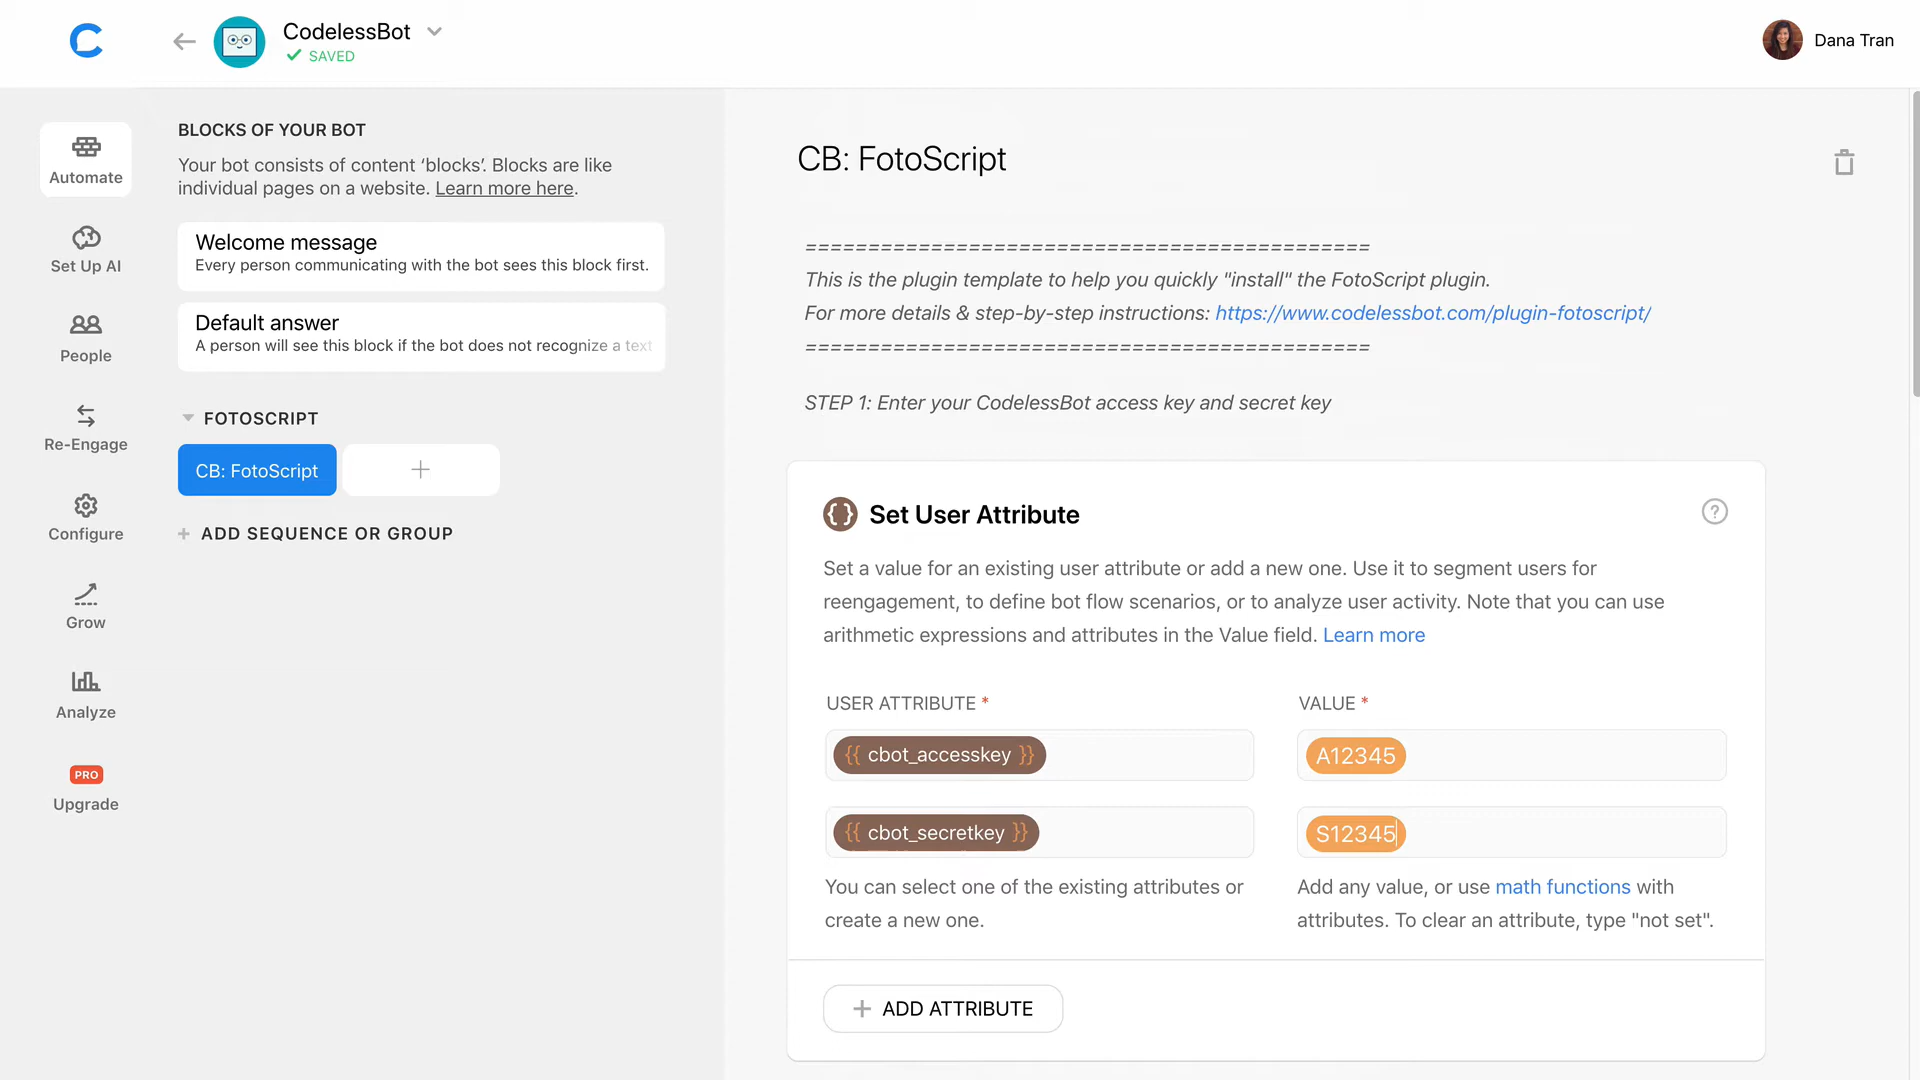 CodelessBot
SAVED
Dana Tran
Automate
Set Up AI
People
Re-Engage
Configure
Grow
Analyze
PRO
Upgrade
BLOCKS OF YOUR BOT
Your bot consists of content ‘blocks’. Blocks are like
individual pages on a website. Learn more here.
Welcome message
Every person communicating with the bot sees this block first.
Default answer
A person will see this block if the bot does not recognize a text
FOTOSCRIPT
CB: FotoScript
+
+ ADD SEQUENCE OR GROUP
CB: FotoScript
=============================================
This is the plugin template to help you quickly "install" the FotoScript plugin.
For more details & step-by-step instructions: https://www.codelessbot.com/plugin-fotoscript/
=============================================
STEP 1: Enter your CodelessBot access key and secret key
{} Set User Attribute ?
Set a value for an existing user attribute or add a new one. Use it to segment users for
reengagement, to define bot flow scenarios, or to analyze user activity. Note that you can use
arithmetic expressions and attributes in the Value field. Learn more
USER ATTRIBUTE * VALUE *
{{ cbot_accesskey }} A12345
{{ cbot_secretkey }} S12345
You can select one of the existing attributes or
create a new one.
Add any value, or use math functions with
attributes. To clear an attribute, type "not set".
+ ADD ATTRIBUTE